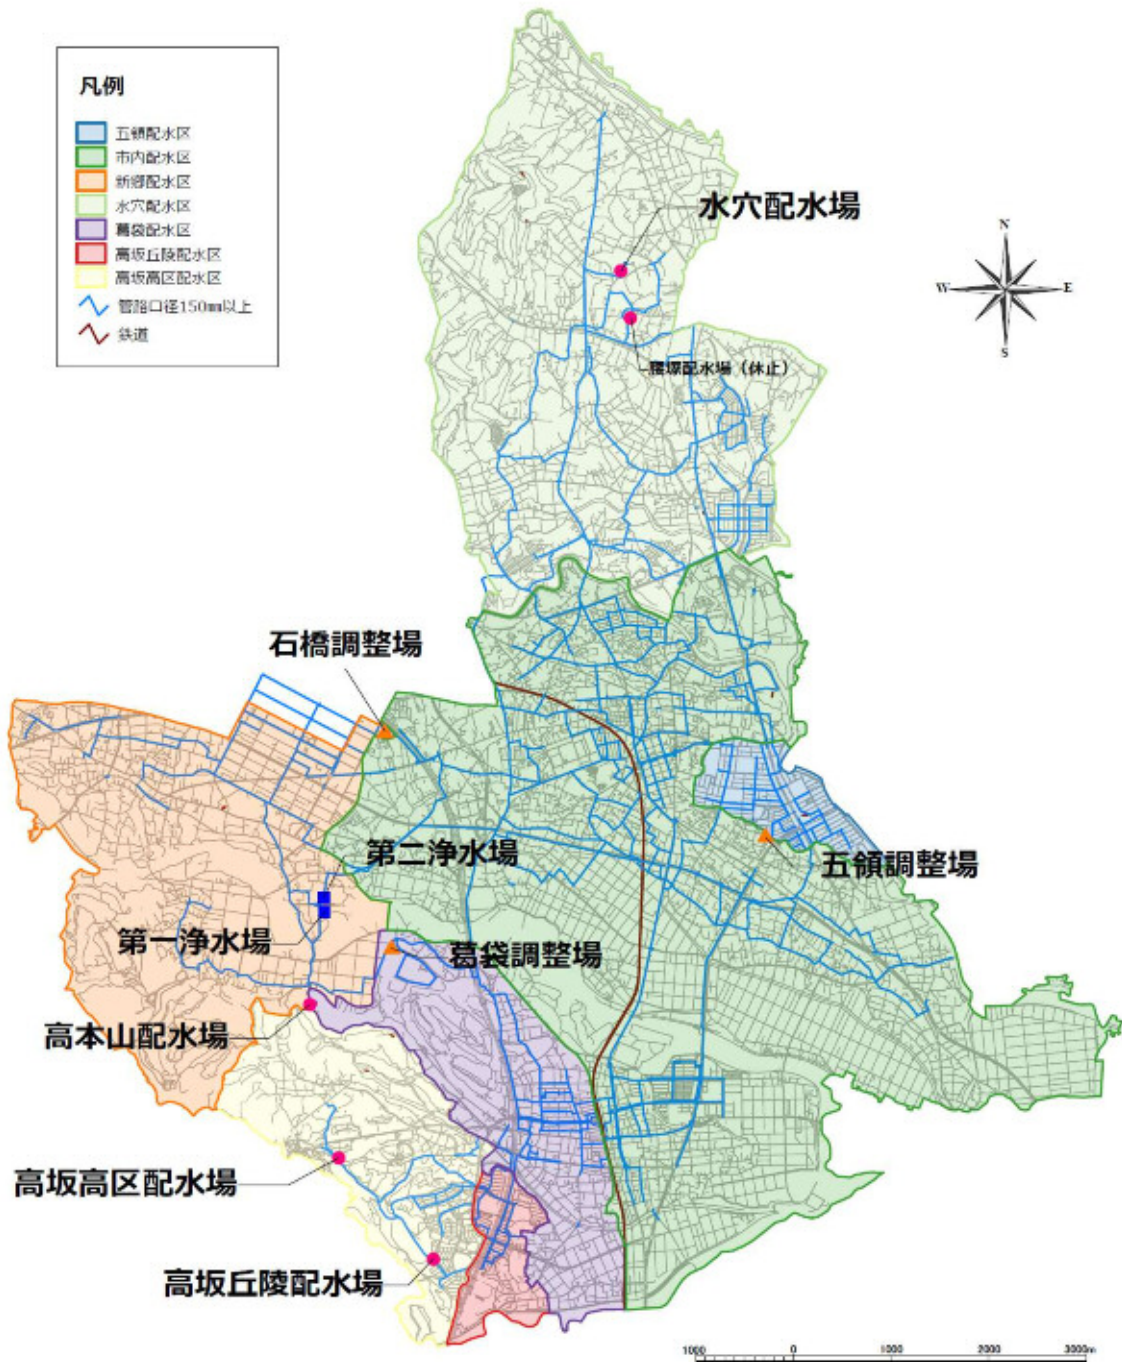 凡例
五領配水区
市内配水区
新郷配水区
水穴配水区
葛袋配水区
高坂丘陵配水区
高坂高区配水区
管路口径150mm以上
鉄道
水穴配水場
N
W
E
S
腰塚配水場（休止）
石橋調整場
第二浄水場
五領調整場
第一浄水場
葛袋調整場
高本山配水場
高坂高区配水場
高坂丘陵配水場
1000 0 1000 2000 3000m